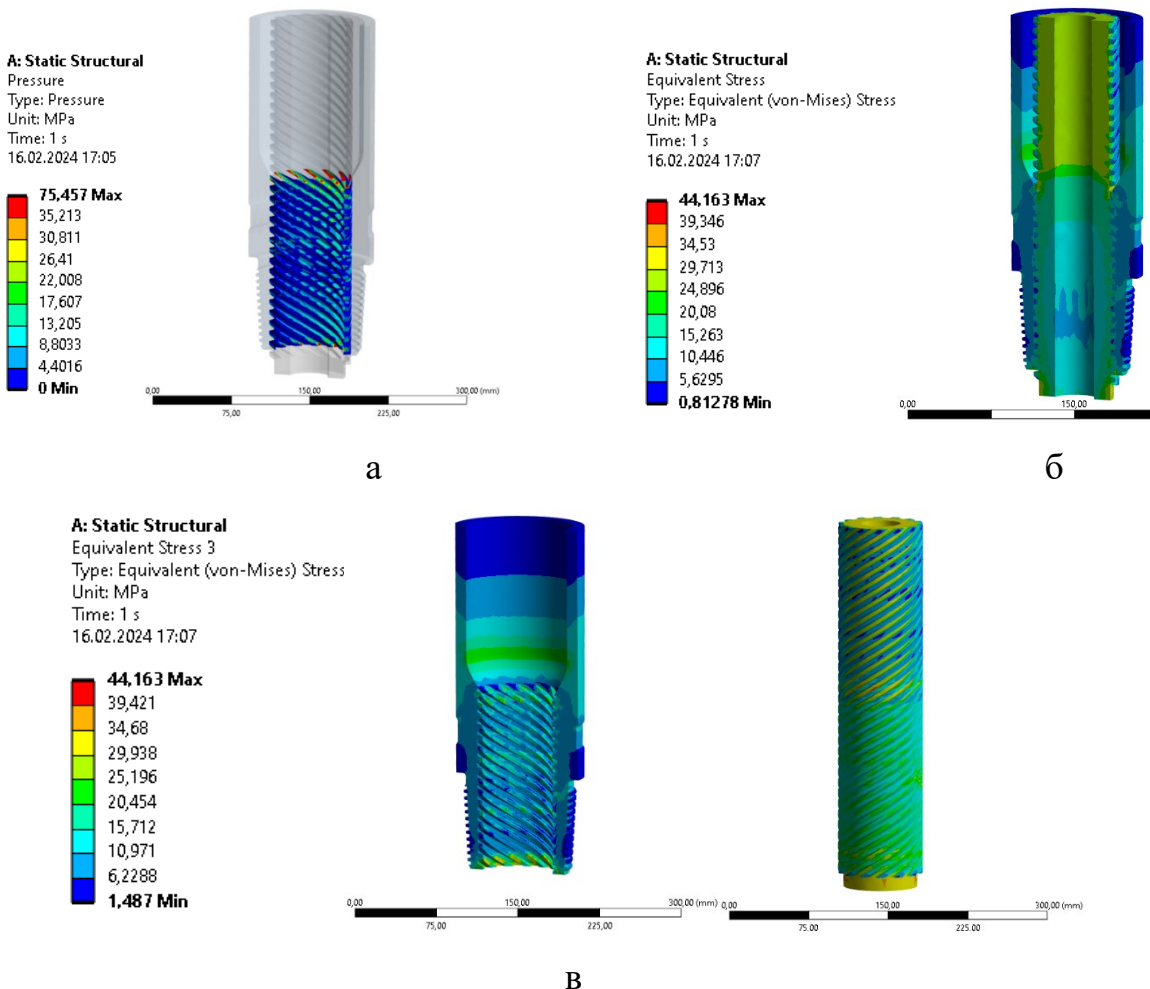 A: Static Structural
Pressure
Type: Pressure
Unit: MPa
Time: 1 s
16.02.2024 17:05
75,457 Max
35,213
30,811
26,41
22,008
17,607
13,205
8,8033
4,4016
0 Min
0,00 150,00 300,00 (mm)
75,00 225,00
а
A: Static Structural
Equivalent Stress
Type: Equivalent (von-Mises) Stress
Unit: MPa
Time: 1 s
16.02.2024 17:07
44,163 Max
39,346
34,53
29,713
24,896
20,08
15,263
10,446
5,6295
0,81278 Min
0,00 150,00
75,00
б
A: Static Structural
Equivalent Stress 3
Type: Equivalent (von-Mises) Stress
Unit: MPa
Time: 1 s
16.02.2024 17:07
44,163 Max
39,421
34,68
29,938
25,196
20,454
15,712
10,971
6,2288
1,487 Min
0,00 150,00 300,00 (mm)
75,00 225,00
0,00 150,00 300,00 (mm)
75,00 225,00
в